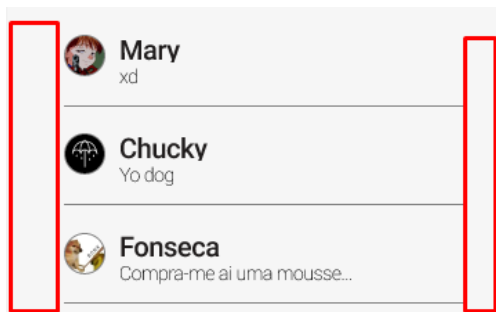 Mary
xd
Chucky
Yo dog
Fonseca
Compra-me ai uma mousse...